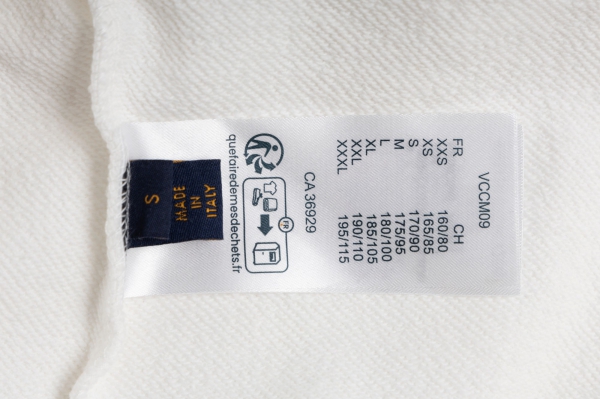 VCCM09
FR CH
XXS 160/80
XS 165/85
S 170/90
M 175/95
L 180/100
XL 185/105
XXL 190/110
XXXL 195/115
CA 36929
FR
quefairedemesdechets.fr
S
MADE
IN
ITALY